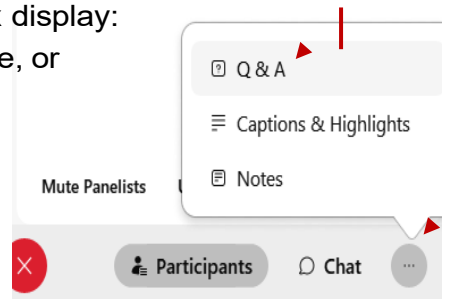 display:
e, or
Q & A
Captions & Highlights
Notes
Mute Panelists
Participants
Chat